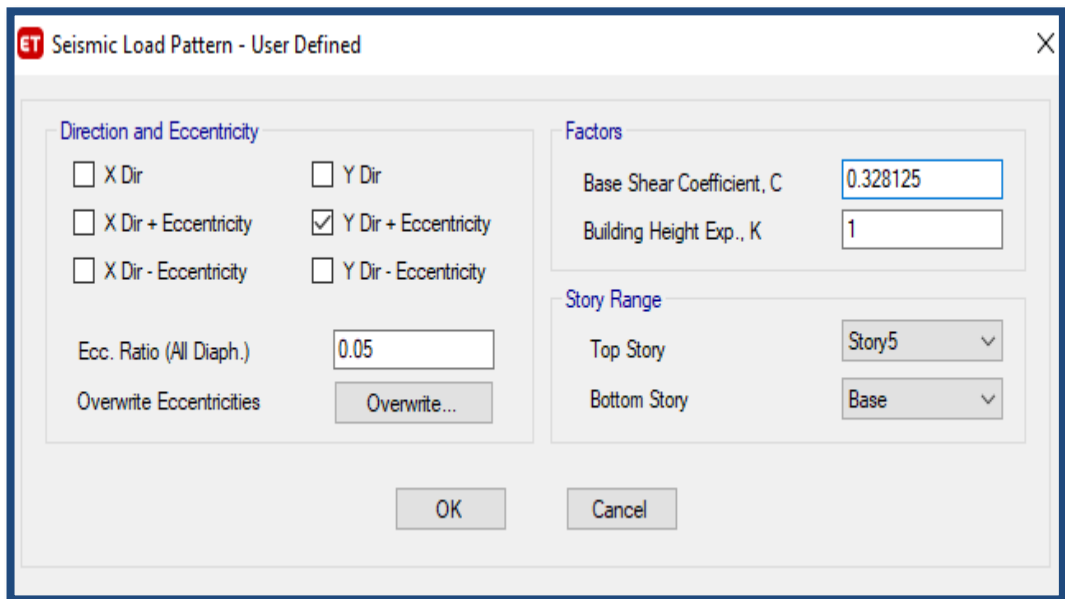 ET Seismic Load Pattern - User Defined
Direction and Eccentricity
X Dir
Y Dir
X Dir + Eccentricity
Y Dir + Eccentricity
X Dir - Eccentricity
Y Dir - Eccentricity
Ecc. Ratio (All Diaph.)
0.05
Overwrite Eccentricities
Overwrite...
Factors
Base Shear Coefficient, C
0.328125
Building Height Exp., K
1
Story Range
Top Story
Story5
Bottom Story
Base
OK
Cancel